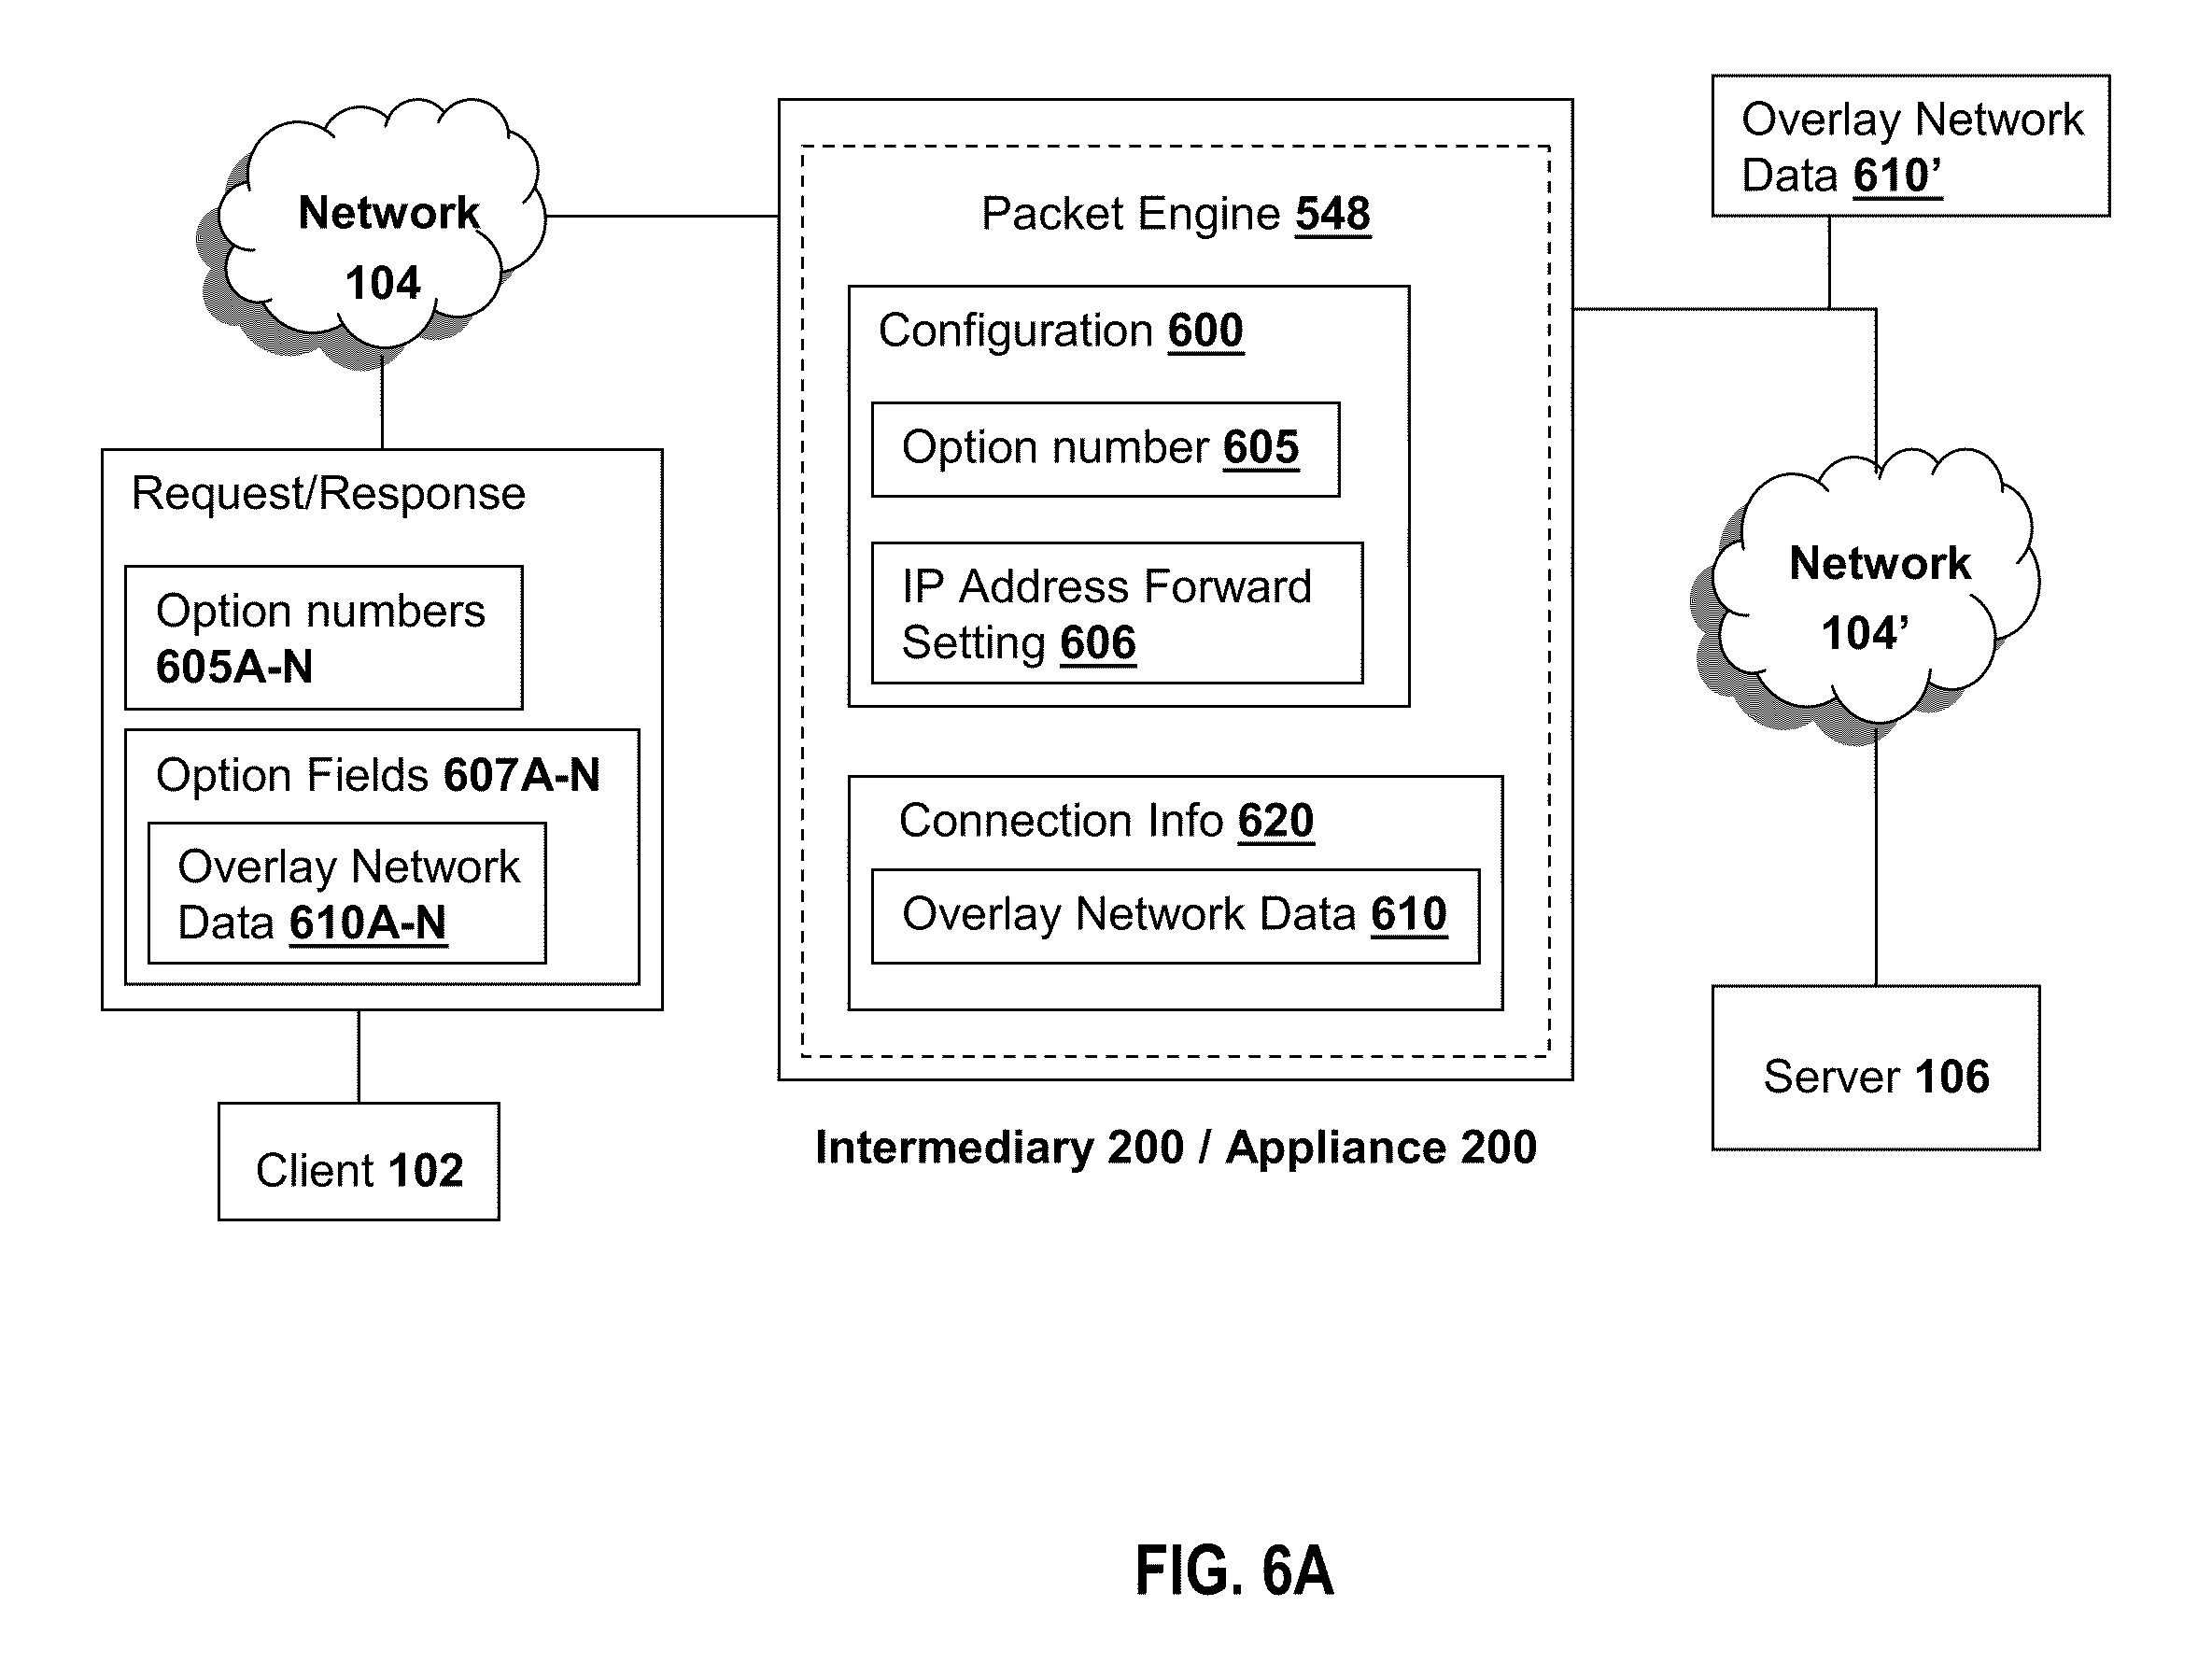 Network
104
Request/Response
Option numbers
605A-N
Option Fields 607A-N
Overlay Network
Data 610A-N
Client 102
Packet Engine 548
Configuration 600
Option number 605
IP Address Forward
Setting 606
Connection Info 620
Overlay Network Data 610
Intermediary 200 / Appliance 200
Overlay Network
Data 610’
Network
104’
Server 106
FIG. 6A